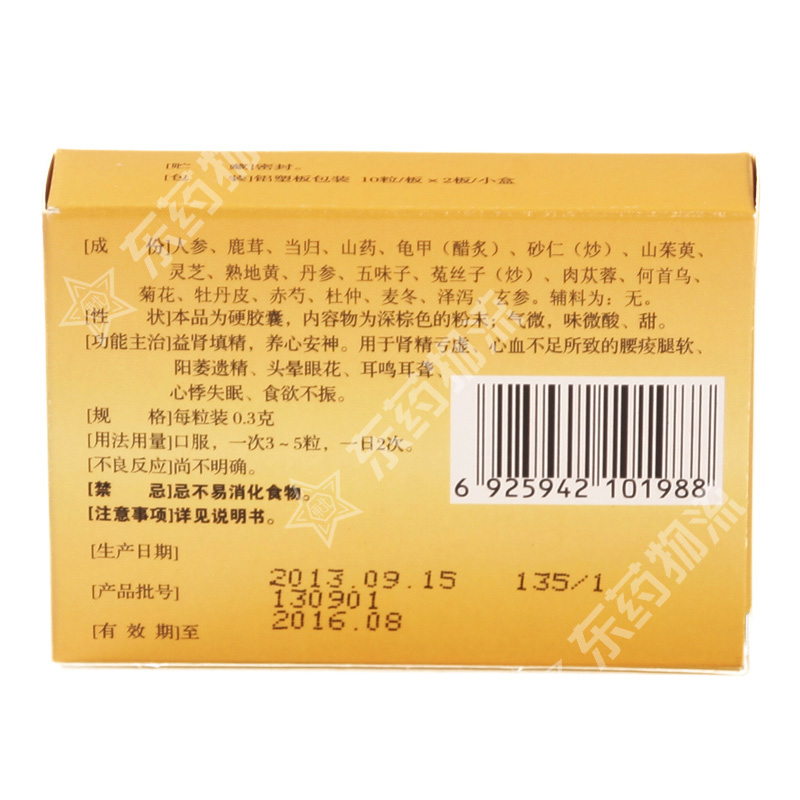 [贮 藏]密封。
[包 装]铝塑板包装 10粒/板×2板/小盒
[成 份]人参、鹿茸、当归、山药、龟甲（醋炙）、砂仁（炒）、山茱萸、
灵芝、熟地黄、丹参、五味子、菟丝子（炒）、肉苁蓉、何首乌、
菊花、牡丹皮、赤芍、杜仲、麦冬、泽泻、玄参。辅料为：无。
[性 状]本品为硬胶囊，内容物为深棕色的粉末；气微，味微酸、甜。
[功能主治]益肾填精，养心安神。用于肾精亏虚、心血不足所致的腰痠腿软、
阳萎遗精、头晕眼花、耳鸣耳聋、
心悸失眠、食欲不振。
[规 格]每粒装0.3克
[用法用量]口服，一次3~5粒，一日2次。
[不良反应]尚不明确。
[禁 忌]忌不易消化食物。
[注意事项]详见说明书。
6 925942 101988
[生产日期]
2013.09.15 135/1
[产品批号]
130901
[有 效 期]至
2016.08
东药物流
东药物流
东药物流